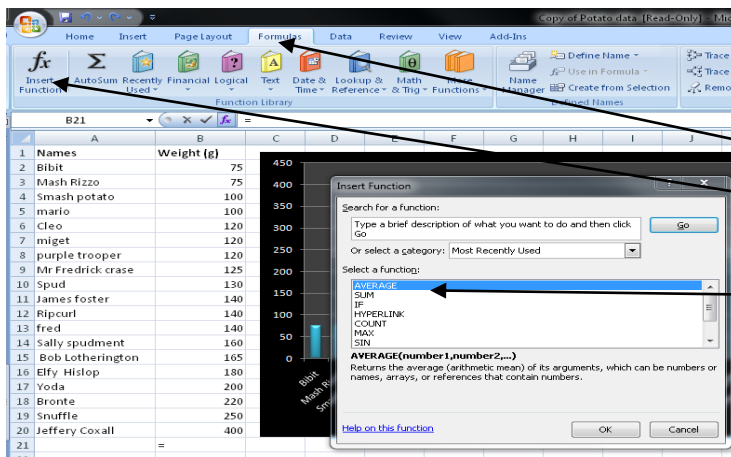 Copy of Potato data [Read-Only] - Mic
Home Insert Page Layout Formulas Data Review View Add-Ins
fx Σ A θ
Insert Function AutoSum Recently Used Financial Logical Text Date & Time Lookup & Reference Math & Trig More Functions Name Manager
Define Name
Use in Formula
Create from Selection
Trace
Trace
Remo
Function Library Defined Names
B21 fx =
A B C D E F G H I J
1 Names Weight (g)
2 Bibit 75
3 Mash Rizzo 75
4 Smash potato 100
5 mario 100
6 Cleo 120
7 miget 120
8 purple trooper 120
9 Mr Fredrick crase 125
10 Spud 130
11 James foster 140
12 Ripcurl 140
13 fred 140
14 Sally spudment 160
15 Bob Lotherington 165
16 Elfy Hislop 180
17 Yoda 200
18 Bronte 220
19 Snuffle 250
20 Jeffery Coxall 400
21 =
450
400
350
300
250
200
150
100
50
0
Bibit
Mash Ri
Sm
Insert Function ? X
Search for a function:
Type a brief description of what you want to do and then click
Go
Go
Or select a category: Most Recently Used
Select a function:
AVERAGE
SUM
IF
HYPERLINK
COUNT
MAX
SIN
AVERAGE(number1,number2,...)
Returns the average (arithmetic mean) of its arguments, which can be numbers or
names, arrays, or references that contain numbers.
Help on this function
OK Cancel